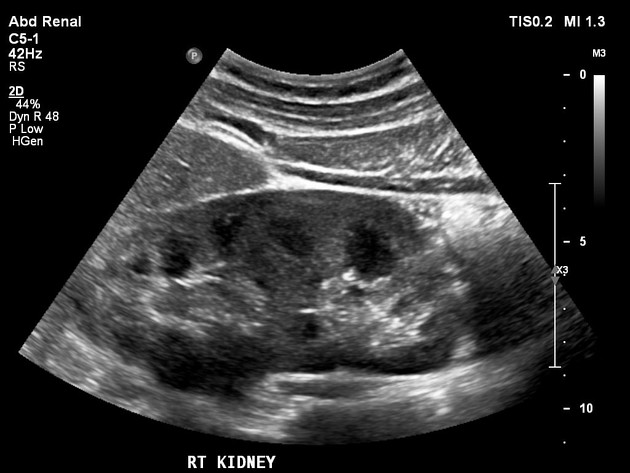 Abd Renal
C5-1
42Hz
RS
2D
44%
Dyn R 48
P Low
HGen
P
TIS0.2 MI 1.3
M3
0
5
X3
10
RT KIDNEY